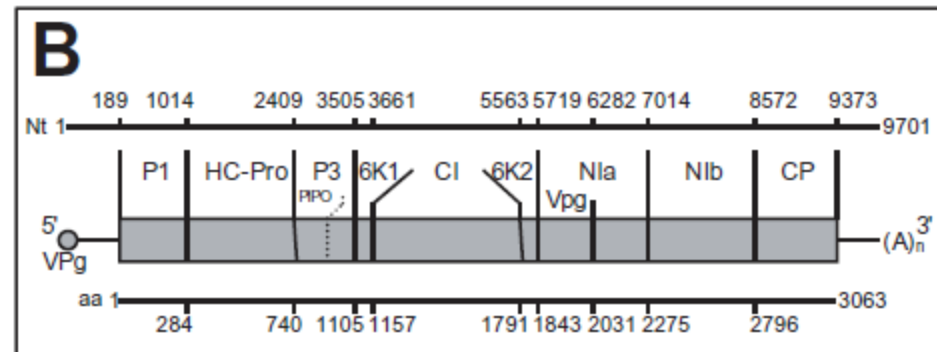 B
189 1014 2409 3505 3661 5563 5719 6282 7014 8572 9373
Nt 1 9701
P1 HC-Pro P3 6K1 CI 6K2 NIa NIb CP
PIPO Vpg
5' 3'
VPg (A)n
aa 1 3063
284 740 1105 1157 1791 1843 2031 2275 2796